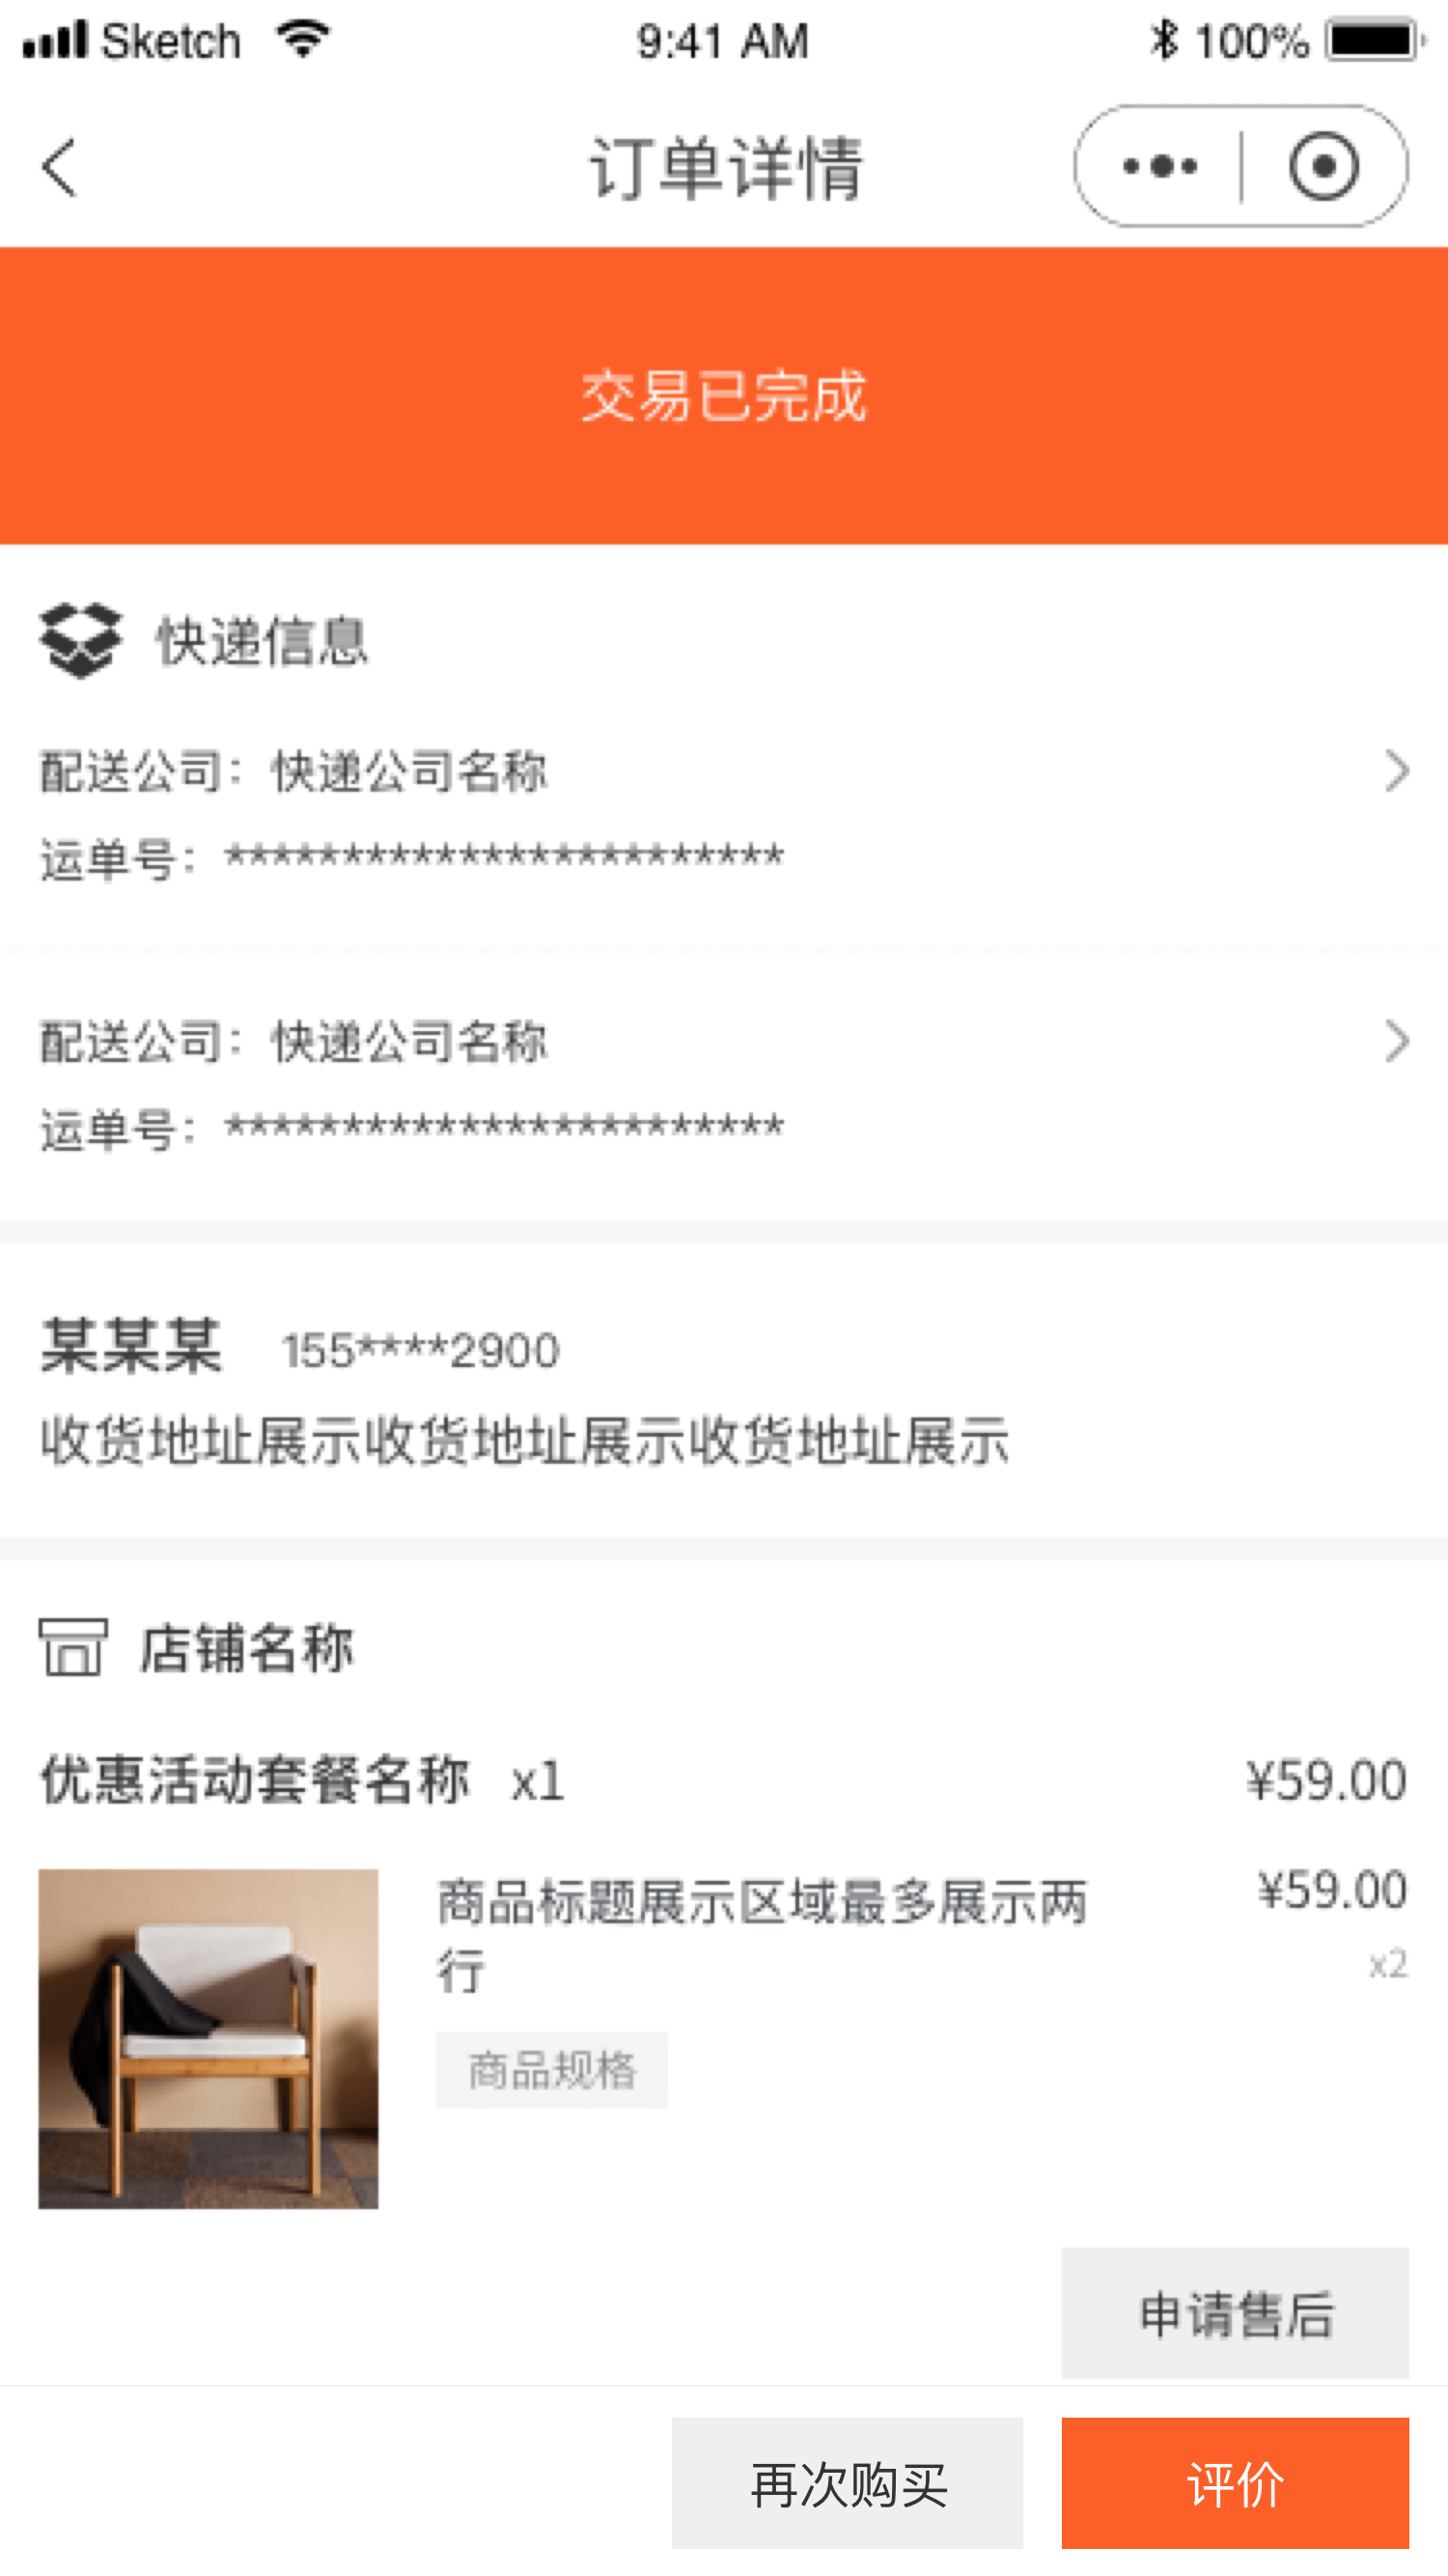 Sketch 9:41 AM 100%
订单详情
交易已完成
快递信息
配送公司：快递公司名称
运单号：************************
配送公司：快递公司名称
运单号：************************
某某某 155****2900
收货地址展示收货地址展示收货地址展示
店铺名称
优惠活动套餐名称 x1 ¥59.00
商品标题展示区域最多展示两 ¥59.00
行 x2
商品规格
申请售后
再次购买 评价